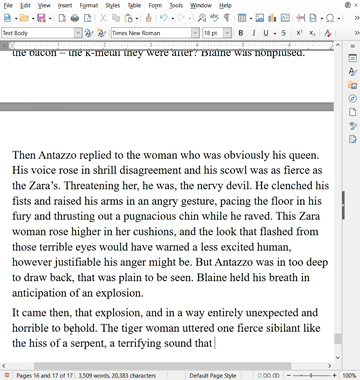 File Edit View Insert Format Styles Table Form Tools Window Help
Text Body Times New Roman 18 pt B I U S X² X₂ A
the bacon – the k-metal they were after? Blaine was nonplused.
Then Antazzo replied to the woman who was obviously his queen.
His voice rose in shrill disagreement and his scowl was as fierce as
the Zara's. Threatening her, he was, the nervy devil. He clenched his
fists and raised his arms in an angry gesture, pacing the floor in his
fury and thrusting out a pugnacious chin while he raved. This Zara
woman rose higher in her cushions, and the look that flashed from
those terrible eyes would have warned a less excited human,
however justifiable his anger might be. But Antazzo was in too deep
to draw back, that was plain to be seen. Blaine held his breath in
anticipation of an explosion.
It came then, that explosion, and in a way entirely unexpected and
horrible to behold. The tiger woman uttered one fierce sibilant like
the hiss of a serpent, a terrifying sound that
Pages 16 and 17 of 17 3,509 words, 20,383 characters Default Page Style 100%